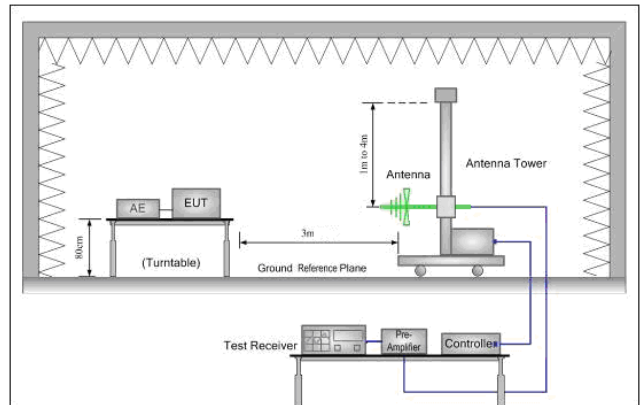 1m to 4m
Antenna
Antenna Tower
AE
EUT
80cm
(Turntable)
3m
Ground Reference Plane
Test Receiver
Pre-
Amplifier
Controller